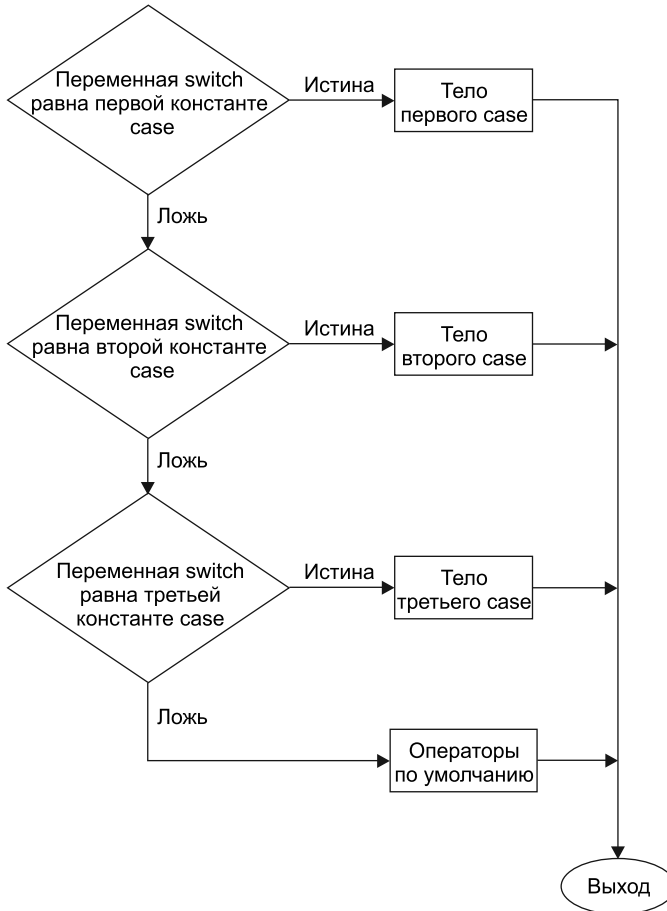 Переменная switch
равна первой константе
case
Истина
Тело
первого case
Ложь
Переменная switch
равна второй константе
case
Истина
Тело
второго case
Ложь
Переменная switch
равна третьей
константе case
Истина
Тело
третьего case
Ложь
Операторы
по умолчанию
Выход